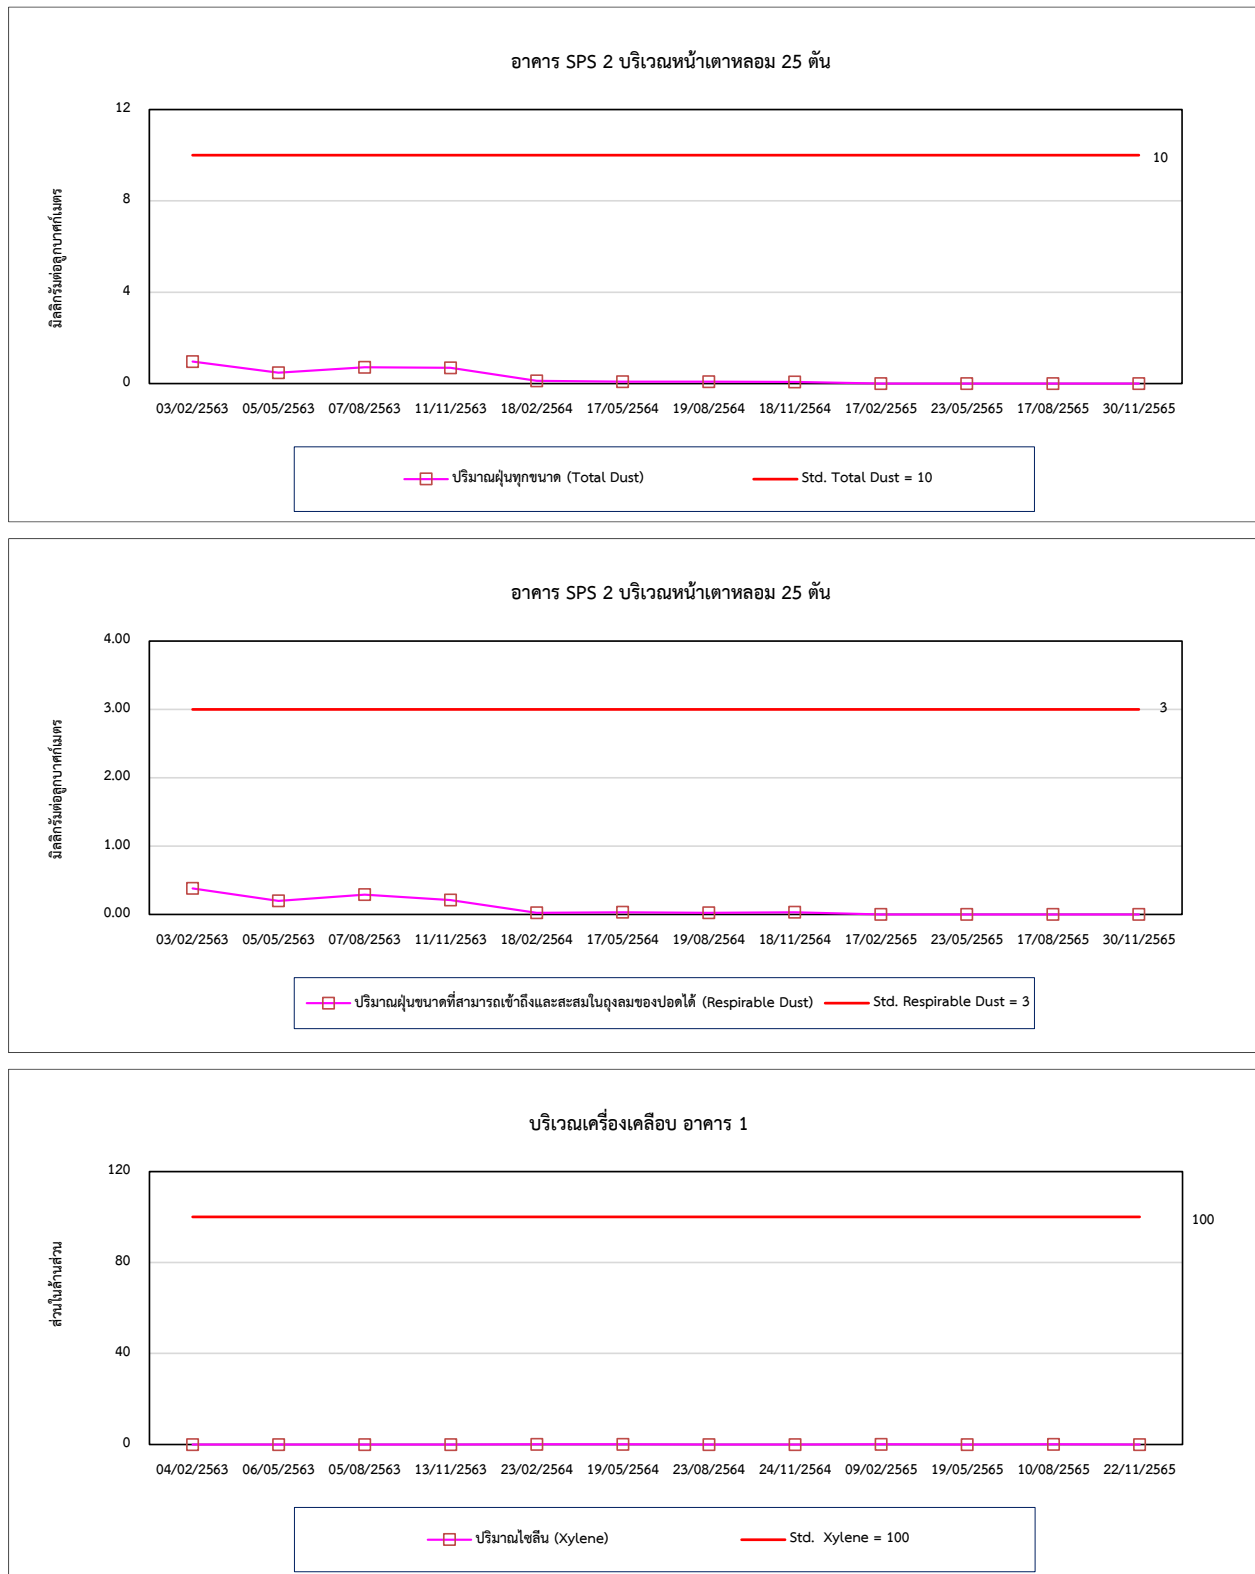 อาคาร SPS 2 บริเวณหน้าเตาหลอม 25 ตัน
มิลลิกรัมต่อลูกบาศก์เมตร
12
10
8
4
0
03/02/2563 05/05/2563 07/08/2563 11/11/2563 18/02/2564 17/05/2564 19/08/2564 18/11/2564 17/02/2565 23/05/2565 17/08/2565 30/11/2565
ปริมาณฝุ่นทุกขนาด (Total Dust) Std. Total Dust = 10
อาคาร SPS 2 บริเวณหน้าเตาหลอม 25 ตัน
มิลลิกรัมต่อลูกบาศก์เมตร
4.00
3.00 3
2.00
1.00
0.00
03/02/2563 05/05/2563 07/08/2563 11/11/2563 18/02/2564 17/05/2564 19/08/2564 18/11/2564 17/02/2565 23/05/2565 17/08/2565 30/11/2565
ปริมาณฝุ่นขนาดที่สามารถเข้าถึงและสะสมในถุงลมของปอดได้ (Respirable Dust) Std. Respirable Dust = 3
บริเวณเครื่องเคลือบ อาคาร 1
ส่วนในล้านส่วน
120
100
80
40
0
04/02/2563 06/05/2563 05/08/2563 13/11/2563 23/02/2564 19/05/2564 23/08/2564 24/11/2564 09/02/2565 19/05/2565 10/08/2565 22/11/2565
ปริมาณไซลีน (Xylene) Std. Xylene = 100